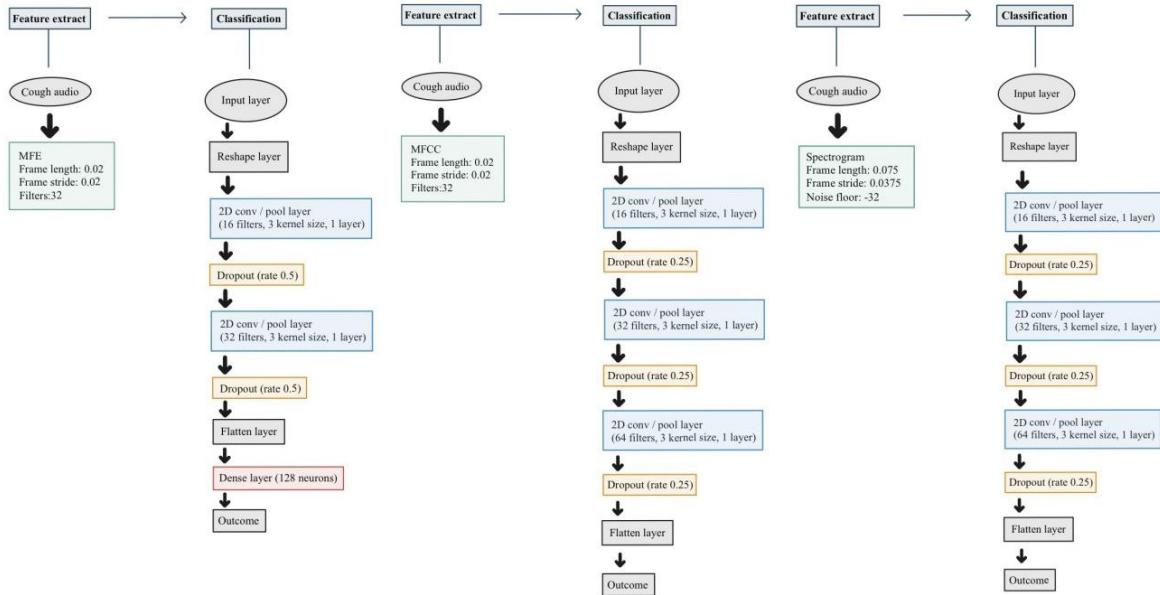 Feature extract
Classification
Cough audio
Input layer
MFE
Frame length: 0.02
Frame stride: 0.02
Filters:32
Reshape layer
2D conv / pool layer
(16 filters, 3 kernel size, 1 layer)
Dropout (rate 0.5)
2D conv / pool layer
(32 filters, 3 kernel size, 1 layer)
Dropout (rate 0.5)
Flatten layer
Dense layer (128 neurons)
Outcome
Feature extract
Classification
Cough audio
Input layer
MFCC
Frame length: 0.02
Frame stride: 0.02
Filters:32
Reshape layer
2D conv / pool layer
(16 filters, 3 kernel size, 1 layer)
Dropout (rate 0.25)
2D conv / pool layer
(32 filters, 3 kernel size, 1 layer)
Dropout (rate 0.25)
2D conv / pool layer
(64 filters, 3 kernel size, 1 layer)
Dropout (rate 0.25)
Flatten layer
Outcome
Feature extract
Classification
Cough audio
Input layer
Spectrogram
Frame length: 0.075
Frame stride: 0.0375
Noise floor: -32
Reshape layer
2D conv / pool layer
(16 filters, 3 kernel size, 1 layer)
Dropout (rate 0.25)
2D conv / pool layer
(32 filters, 3 kernel size, 1 layer)
Dropout (rate 0.25)
2D conv / pool layer
(64 filters, 3 kernel size, 1 layer)
Dropout (rate 0.25)
Flatten layer
Outcome